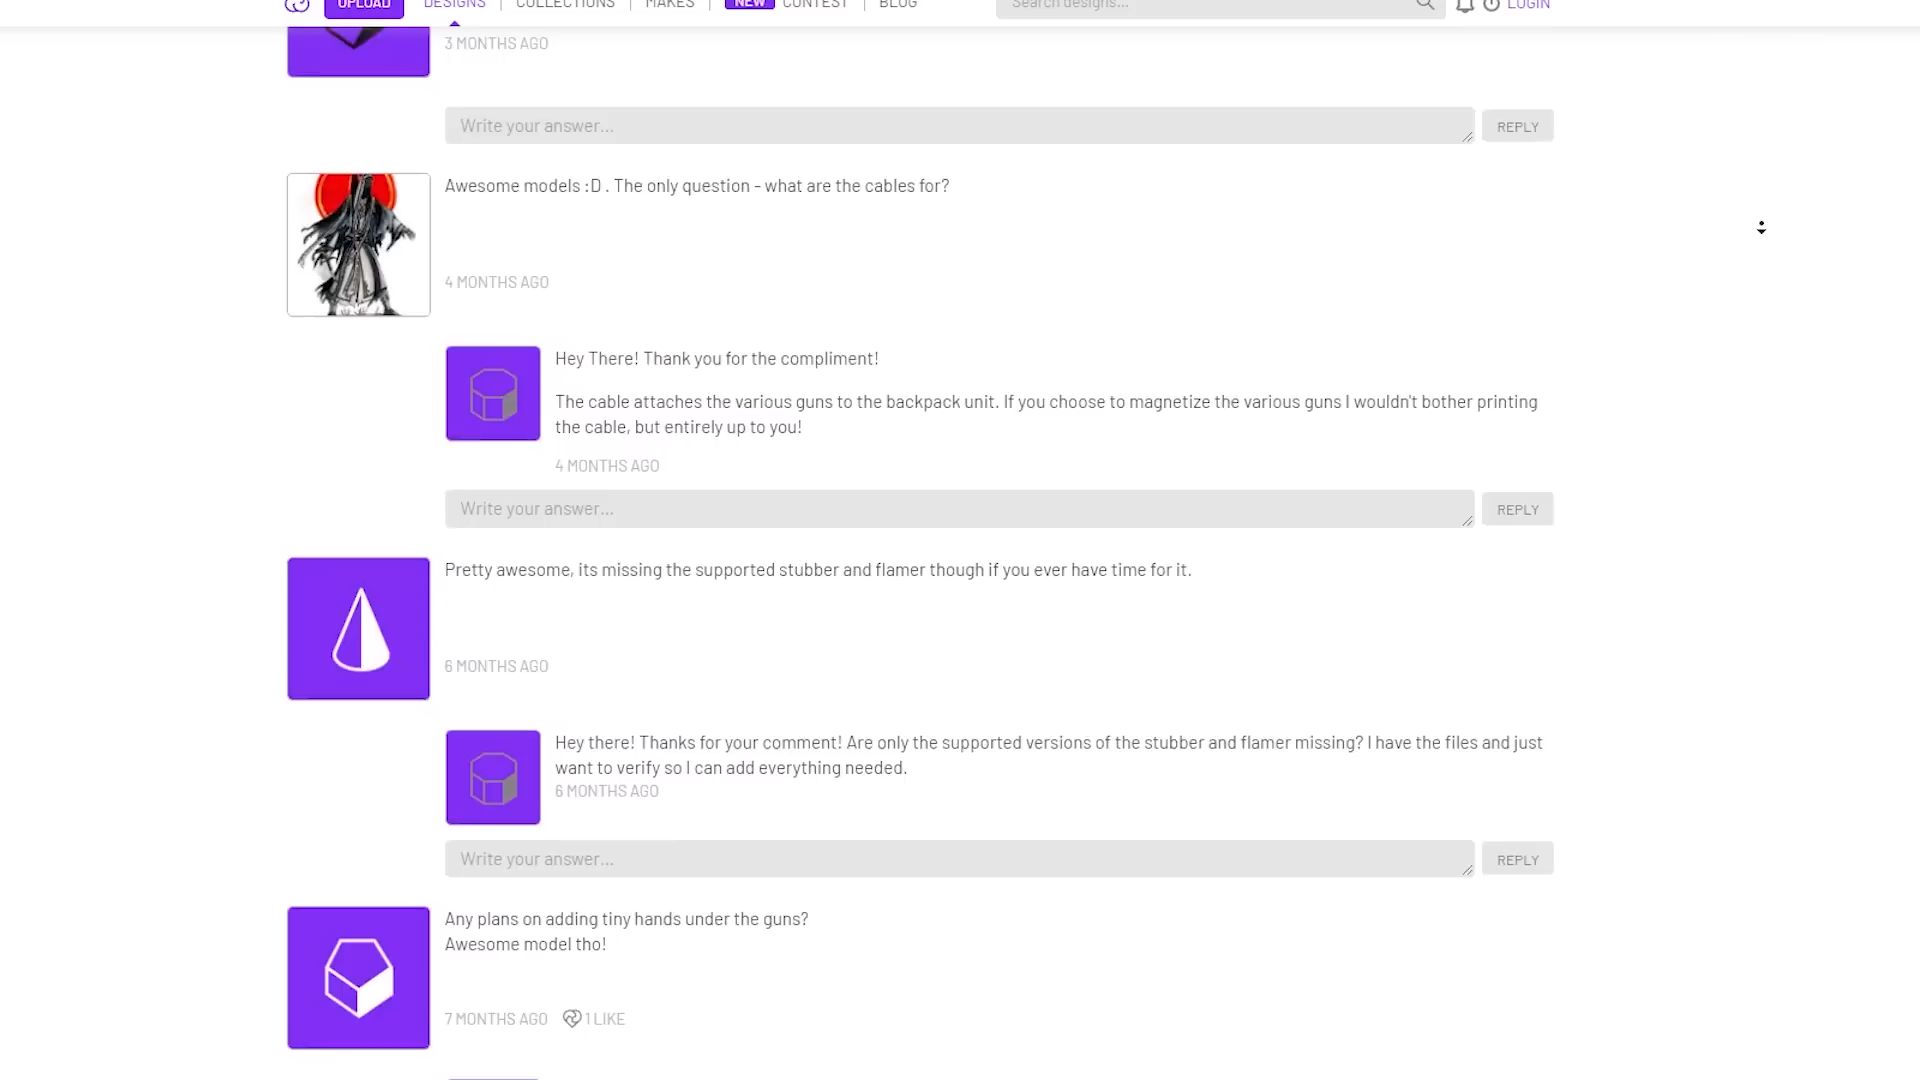 UPLOAD
DESIGNS
COLLECTIONS
MAKES
NEW
CONTEST
BLOG
Search designs...
LOGIN
3 MONTHS AGO
Write your answer...
REPLY
Awesome models :D . The only question - what are the cables for?
4 MONTHS AGO
Hey There! Thank you for the compliment!
The cable attaches the various guns to the backpack unit. If you choose to magnetize the various guns I wouldn't bother printing
the cable, but entirely up to you!
4 MONTHS AGO
Write your answer...
REPLY
Pretty awesome, its missing the supported stubber and flamer though if you ever have time for it.
6 MONTHS AGO
Hey there! Thanks for your comment! Are only the supported versions of the stubber and flamer missing? I have the files and just
want to verify so I can add everything needed.
6 MONTHS AGO
Write your answer...
REPLY
Any plans on adding tiny hands under the guns?
Awesome model tho!
7 MONTHS AGO
1 LIKE